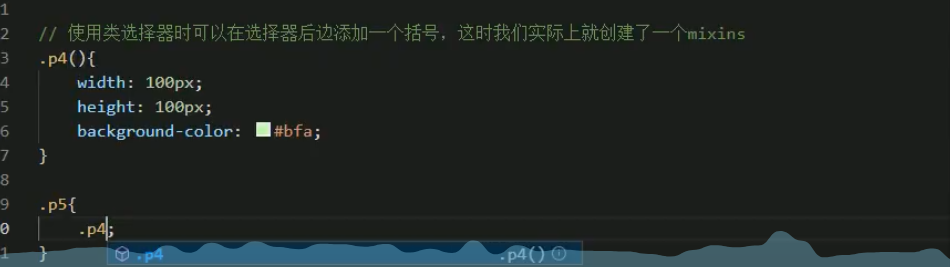 1
2 // 使用类选择器时可以在选择器后边添加一个括号，这时我们实际上就创建了一个mixins
3 .p4(){
4 width: 100px;
5 height: 100px;
6 background-color: #bfa;
7 }
8
9 .p5{
0 .p4;
1 } .p4 .p4()